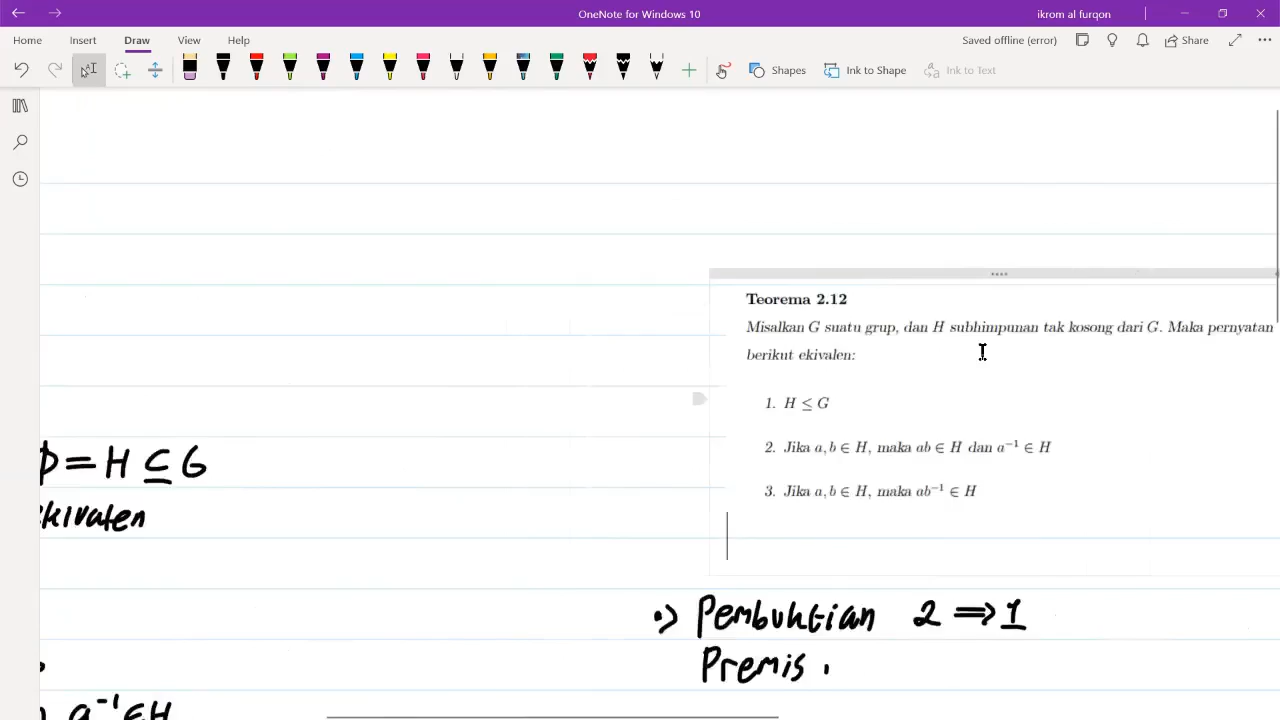 OneNote for Windows 10
ikrom al furqon
Home Insert Draw View Help
Saved offline (error) Share
Shapes Ink to Shape Ink to Text
Teorema 2.12
Misalkan G suatu grup, dan H subhimpunan tak kosong dari G. Maka pernyatan
berikut ekivalen:
1. H ≤ G
2. Jika a, b ∈ H, maka ab ∈ H dan a⁻¹ ∈ H
3. Jika a, b ∈ H, maka ab⁻¹ ∈ H
= H ⊆ G
ekivalen
•) Pembuktian 2 ⟹ 1
Premis
a⁻¹ ∈ H